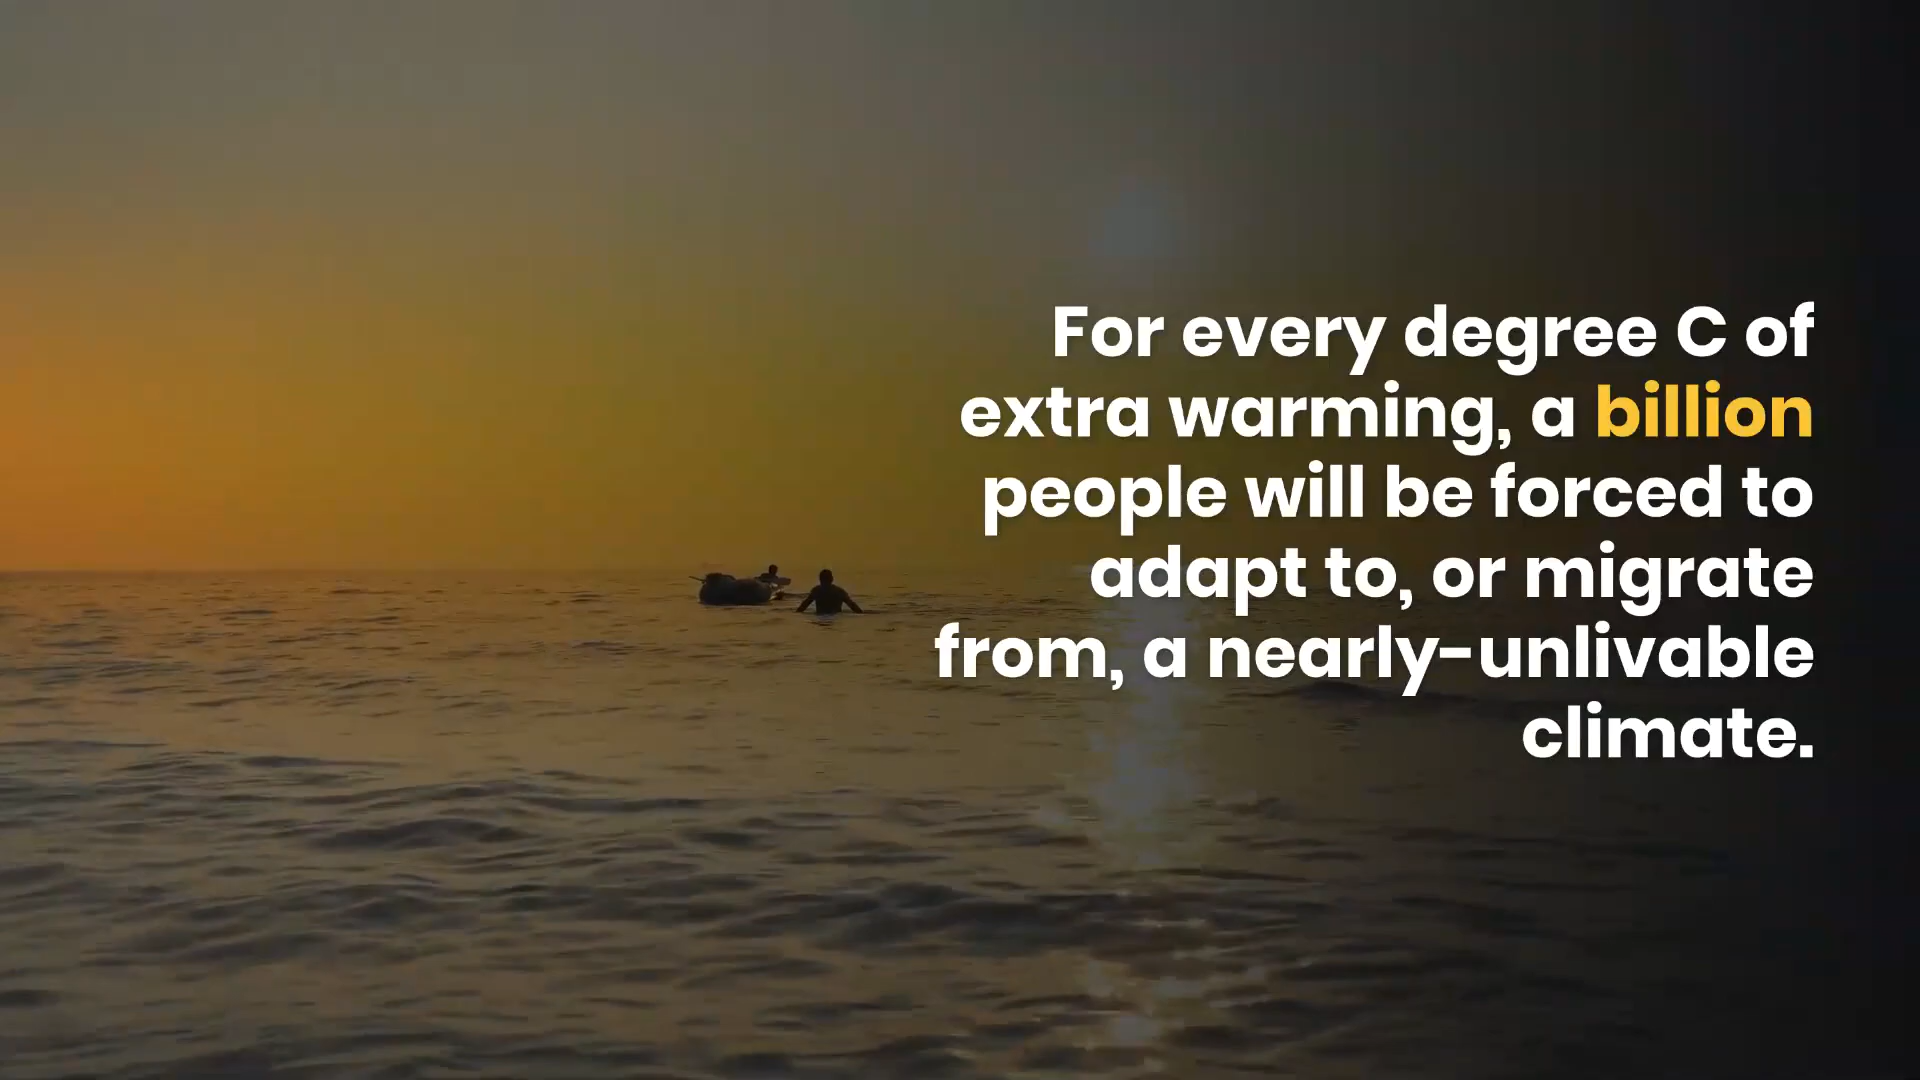 For every degree C of
extra warming, a billion
people will be forced to
adapt to, or migrate
from, a nearly-unlivable
climate.